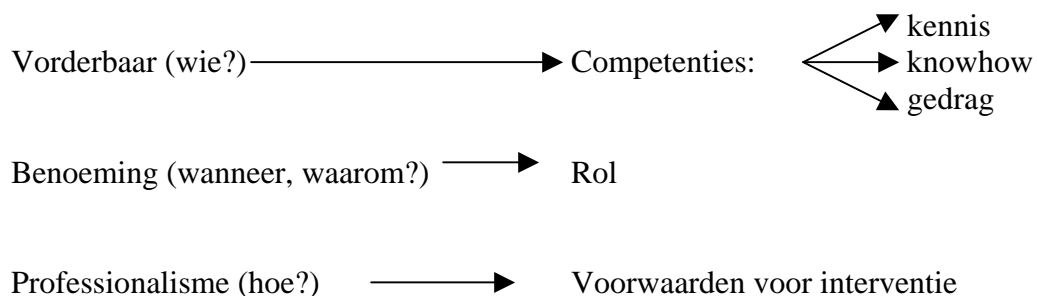 kennis
Vorderbaar (wie?) Competenties: knowhow
gedrag
Benoeming (wanneer, waarom?) Rol
Professionalisme (hoe?) Voorwaarden voor interventie